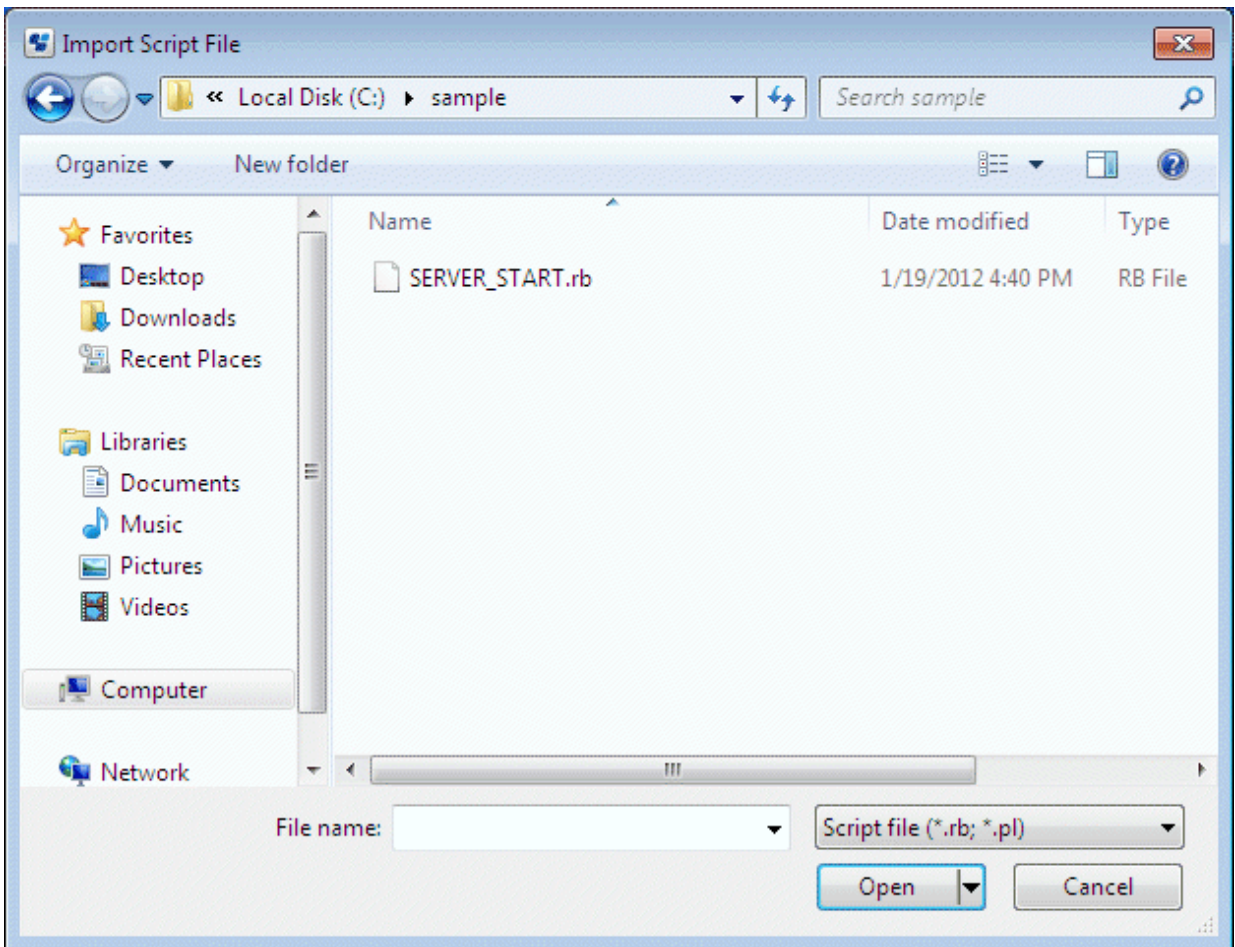 Import Script File
« Local Disk (C:) sample Search sample
Organize New folder
Name Date modified Type
Favorites
SERVER_START.rb 1/19/2012 4:40 PM RB File
Desktop
Downloads
Recent Places
Libraries
Documents
Music
Pictures
Videos
Computer
Network
File name: Script file (*.rb; *.pl)
Open Cancel